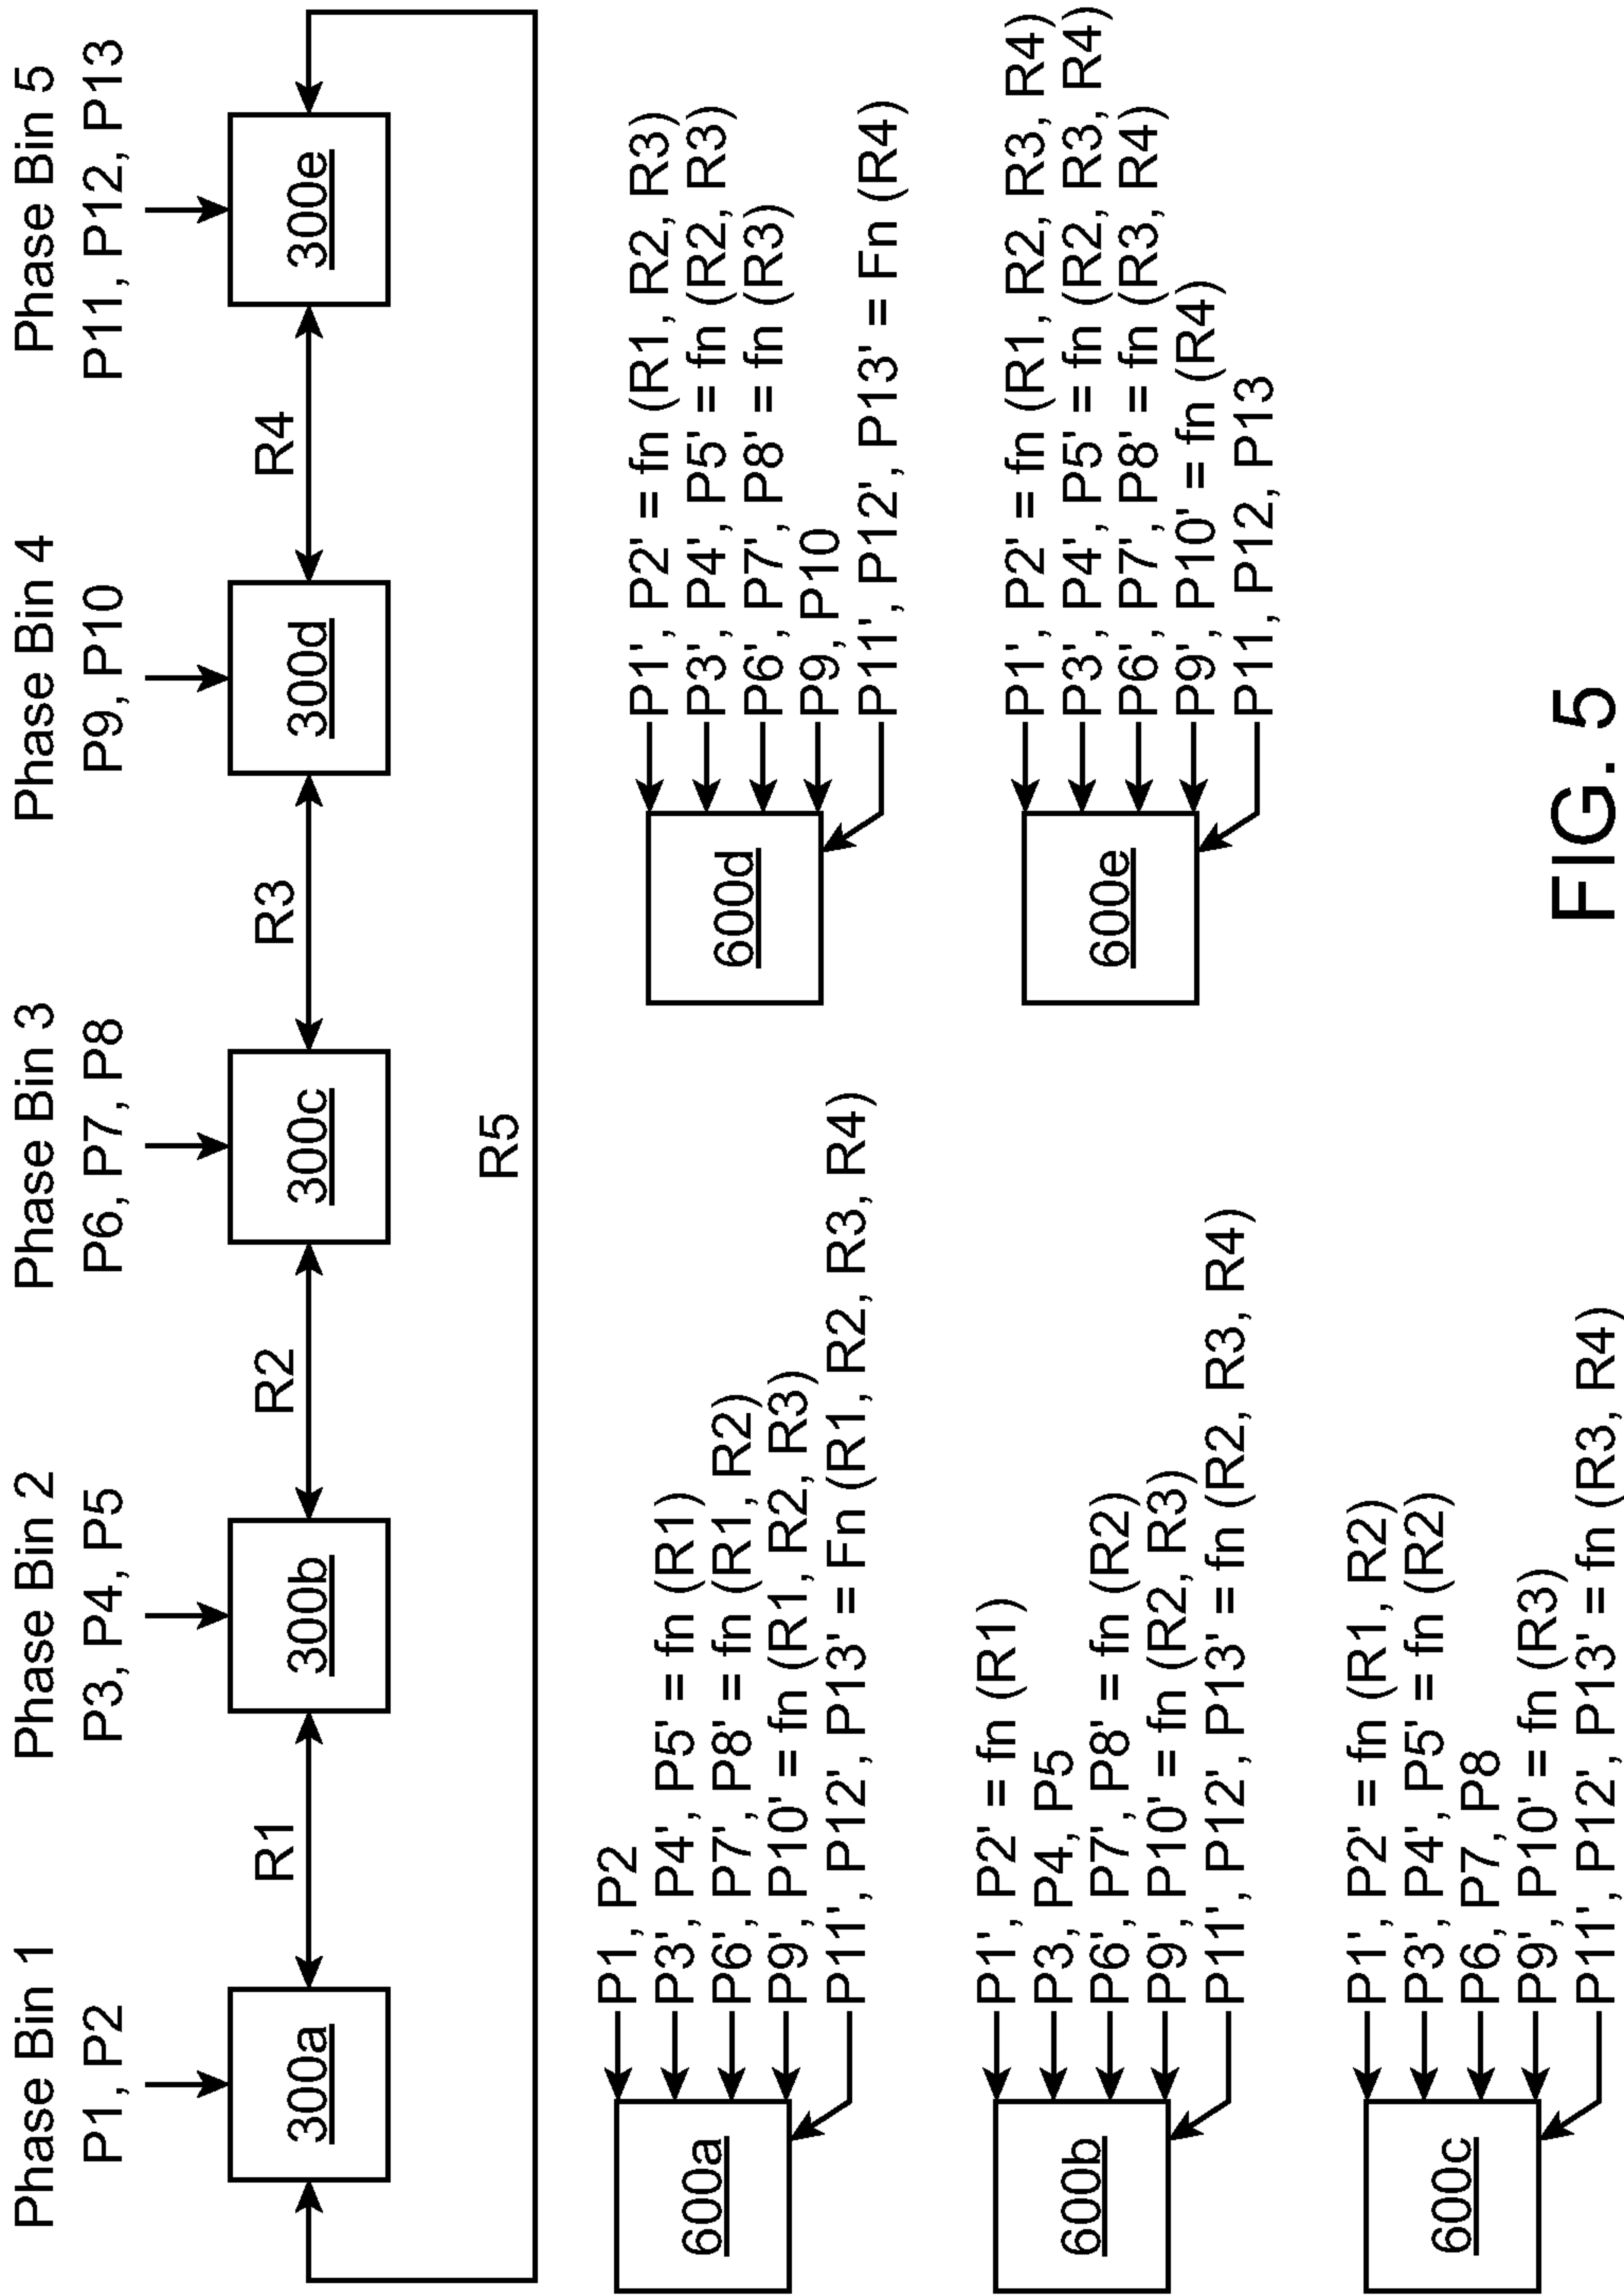 Phase Bin 1
Phase Bin 2
Phase Bin 3
Phase Bin 4
Phase Bin 5
P1, P2
P3, P4, P5
P6, P7, P8
P9, P10
P11, P12, P13
300a
R1
300b
R2
300c
R3
300d
R4
300e
R5
600a
P1, P2
P3', P4', P5' = fn (R1)
P6', P7', P8' = fn (R1, R2)
P9', P10' = fn (R1, R2, R3)
P11', P12', P13' = Fn (R1, R2, R3, R4)
600b
P1', P2' = fn (R1)
P3, P4, P5
P6', P7', P8' = fn (R2)
P9', P10' = fn (R2, R3)
P11', P12', P13' = fn (R2, R3, R4)
600c
P1', P2' = fn (R1, R2)
P3', P4', P5' = fn (R2)
P6, P7, P8
P9', P10' = fn (R3)
P11', P12', P13' = fn (R3, R4)
600d
P1', P2' = fn (R1, R2, R3)
P3', P4', P5' = fn (R2, R3)
P6', P7', P8' = fn (R3)
P9, P10
P11', P12', P13' = Fn (R4)
600e
P1', P2' = fn (R1, R2, R3, R4)
P3', P4', P5' = fn (R2, R3, R4)
P6', P7', P8' = fn (R3, R4)
P9', P10' = fn (R4)
P11, P12, P13
FIG. 5